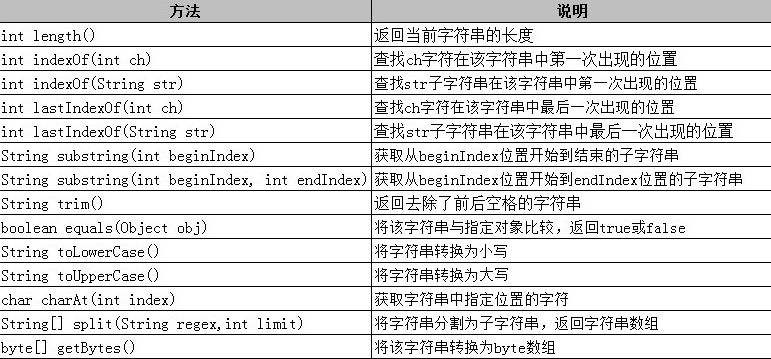 方法 说明
int length() 返回当前字符串的长度
int indexOf(int ch) 查找ch字符在该字符串中第一次出现的位置
int indexOf(String str) 查找str子字符串在该字符串中第一次出现的位置
int lastIndexOf(int ch) 查找ch字符在该字符串中最后一次出现的位置
int lastIndexOf(String str) 查找str子字符串在该字符串中最后一次出现的位置
String substring(int beginIndex) 获取从beginIndex位置开始到结束的子字符串
String substring(int beginIndex, int endIndex) 获取从beginIndex位置开始到endIndex位置的子字符串
String trim() 返回去除了前后空格的字符串
boolean equals(Object obj) 将该字符串与指定对象比较，返回true或false
String toLowerCase() 将字符串转换为小写
String toUpperCase() 将字符串转换为大写
char charAt(int index) 获取字符串中指定位置的字符
String[] split(String regex,int limit) 将字符串分割为子字符串，返回字符串数组
byte[] getBytes() 将该字符串转换为byte数组